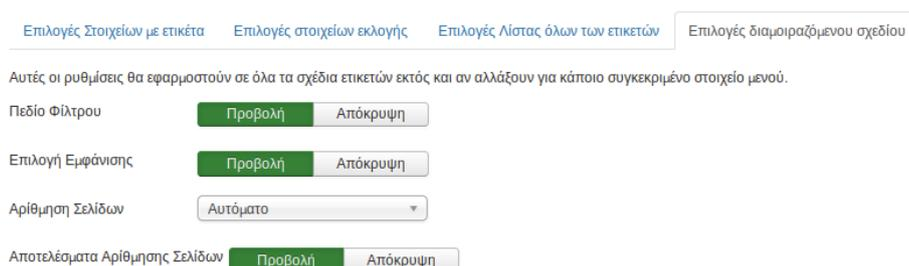 Επιλογές Στοιχείων με ετικέτα Επιλογές στοιχείων εκλογής Επιλογές Λίστας όλων των ετικετών Επιλογές διαμοιραζόμενου σχεδίου
Αυτές οι ρυθμίσεις θα εφαρμοστούν σε όλα τα σχέδια ετικετών εκτός και αν αλλάξουν για κάποιο συγκεκριμένο στοιχείο μενού.
Πεδίο Φίλτρου Προβολή Απόκρυψη
Επιλογή Εμφάνισης Προβολή Απόκρυψη
Αρίθμηση Σελίδων Αυτόματο
Αποτελέσματα Αρίθμησης Σελίδων Προβολή Απόκρυψη